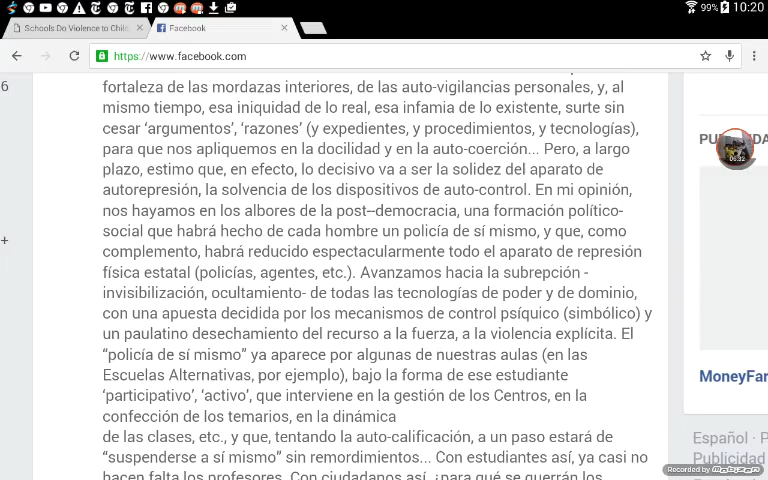 99% 10:20
Schools Do Violence to Child
Facebook
https://www.facebook.com
6
fortaleza de las mordazas interiores, de las auto-vigilancias personales, y, al
mismo tiempo, esa iniquidad de lo real, esa infamia de lo existente, surte sin
cesar ‘argumentos’, ‘razones’ (y expedientes, y procedimientos, y tecnologías),
para que nos apliquemos en la docilidad y en la auto-coerción... Pero, a largo
plazo, estimo que, en efecto, lo decisivo va a ser la solidez del aparato de
autorepresión, la solvencia de los dispositivos de auto-control. En mi opinión,
nos hayamos en los albores de la post–democracia, una formación político-
social que habrá hecho de cada hombre un policía de sí mismo, y que, como
complemento, habrá reducido espectacularmente todo el aparato de represión
física estatal (policías, agentes, etc.). Avanzamos hacia la subrepción -
invisibilización, ocultamiento- de todas las tecnologías de poder y de dominio,
con una apuesta decidida por los mecanismos de control psíquico (simbólico) y
un paulatino desechamiento del recurso a la fuerza, a la violencia explícita. El
“policía de sí mismo” ya aparece por algunas de nuestras aulas (en las
Escuelas Alternativas, por ejemplo), bajo la forma de ese estudiante
‘participativo’, ‘activo’, que interviene en la gestión de los Centros, en la
confección de los temarios, en la dinámica
de las clases, etc., y que, tentando la auto-calificación, a un paso estará de
“suspenderse a sí mismo” sin remordimientos... Con estudiantes así, ya casi no
hacen falta los profesores. Con ciudadanos así, ¿para qué se querrán los
+
PU DA
06:32
MoneyFar
Español · P
Publicidad
Recorded by Mobizen